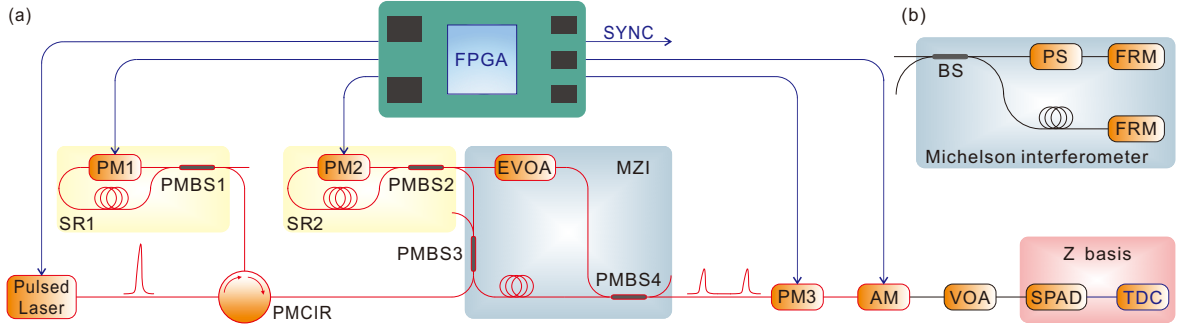 (a)
(b)
SYNC
FPGA
BS
PS
FRM
FRM
Michelson interferometer
PM1
PMBS1
SR1
PM2
PMBS2
SR2
EVOA
MZI
PMBS3
PMBS4
Z basis
Pulsed
Laser
PMCIR
PM3
AM
VOA
SPAD
TDC